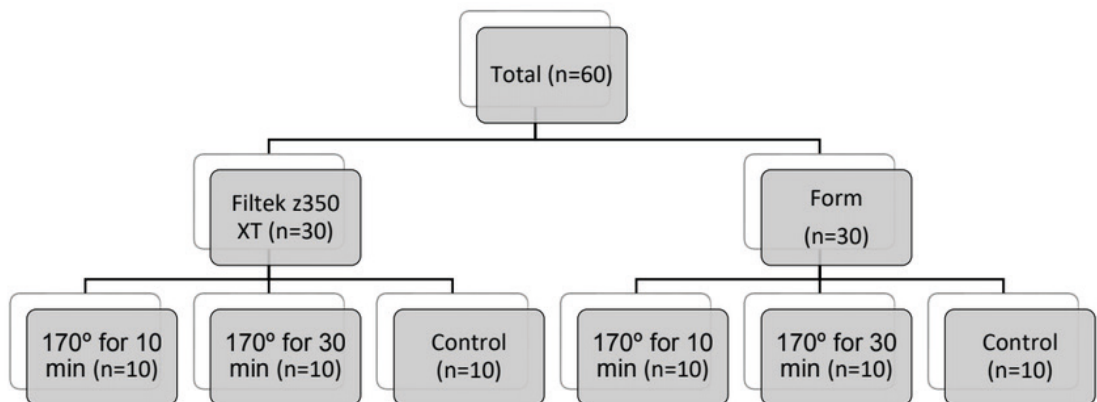 Total (n=60)
Filtek z350
XT (n=30)
Form
(n=30)
170º for 10
min (n=10)
170º for 30
min (n=10)
Control
(n=10)
170º for 10
min (n=10)
170º for 30
min (n=10)
Control
(n=10)